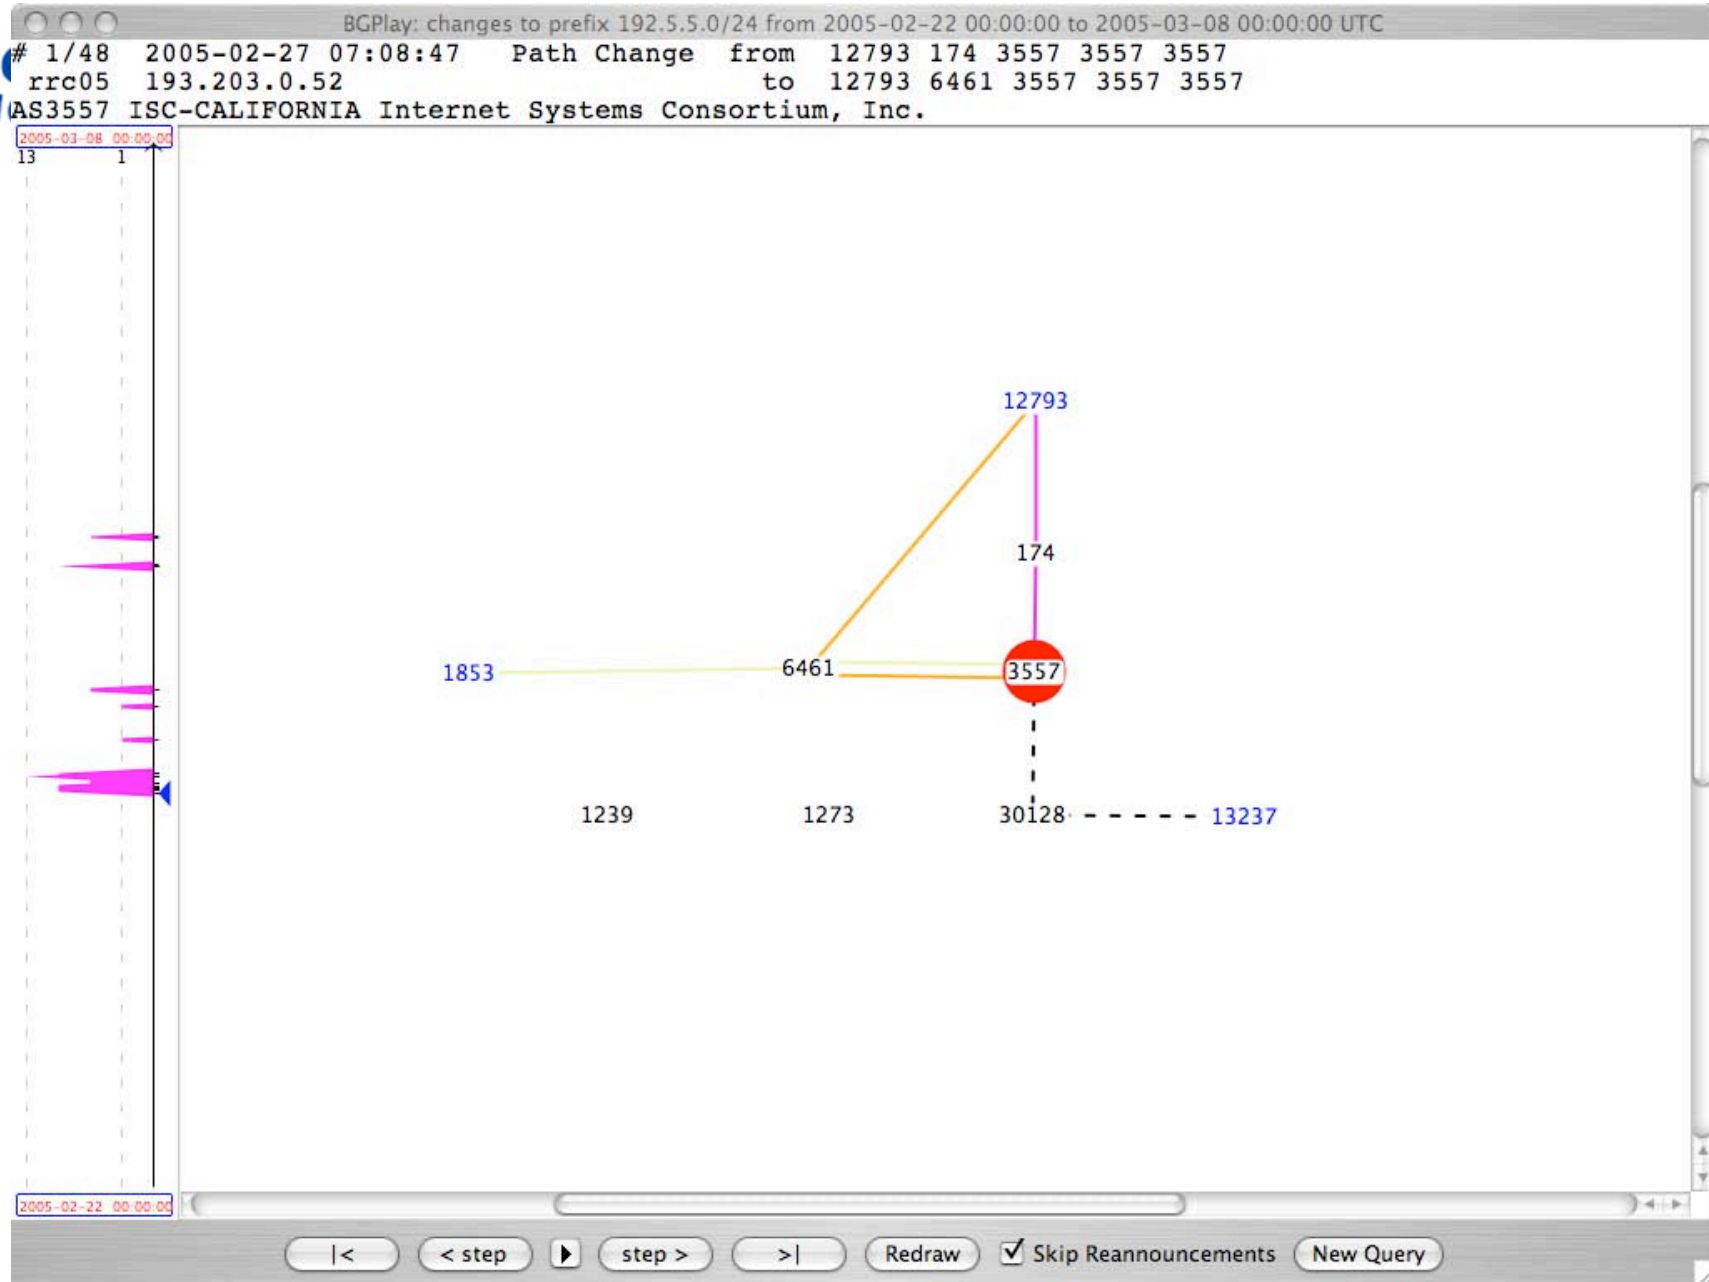 BGPlay: changes to prefix 192.5.5.0/24 from 2005-02-22 00:00:00 to 2005-03-08 00:00:00 UTC
# 1/48 2005-02-27 07:08:47 Path Change from 12793 174 3557 3557 3557
rrc05 193.203.0.52 to 12793 6461 3557 3557 3557
AS3557 ISC-CALIFORNIA Internet Systems Consortium, Inc.
2005-03-08 00:00:00
13 1
12793
174
1853 6461 3557
1239 1273 30128 13237
2005-02-22 00:00:00
|< < step step > >| Redraw Skip Reannouncements New Query